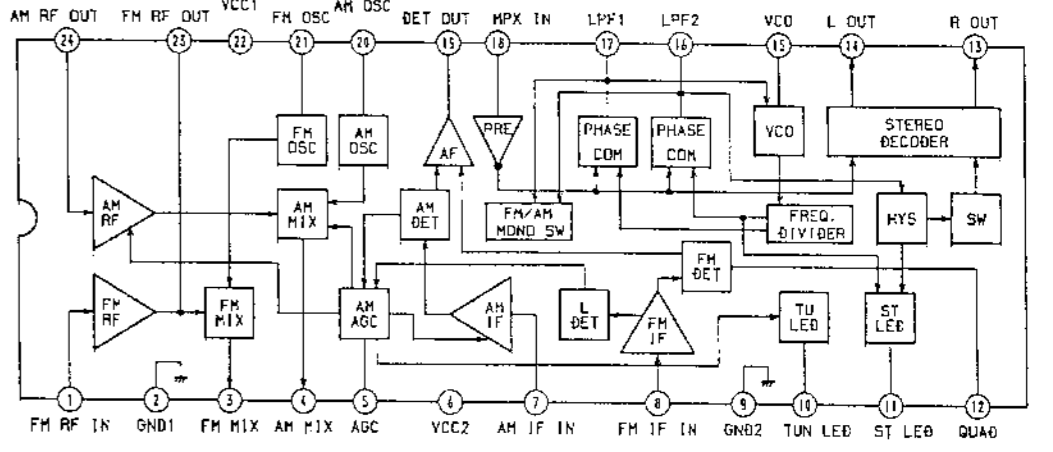 AM RF OUT FM RF OUT VCC1 FM OSC AM OSC DET OUT MPX IN LPF1 LPF2 VCO L OUT R OUT
24 23 22 21 20 19 18 17 16 15 14 13
FM OSC
AM OSC
AF
PRE
PHASE COM
PHASE COM
VCO
STEREO DECODER
AM RF
AM MIX
AM DET
FM/AM MONO SW
FREQ. DIVIDER
HYS
SW
FM DET
FM RF
FM MIX
AM AGC
AM IF
L DET
FM IF
TU LED
ST LED
1 2 3 4 5 6 7 8 9 10 11 12
FM RF IN GND1 FM MIX AM MIX AGC VCC2 AM IF IN FM IF IN GND2 TUN LED ST LED QUAD